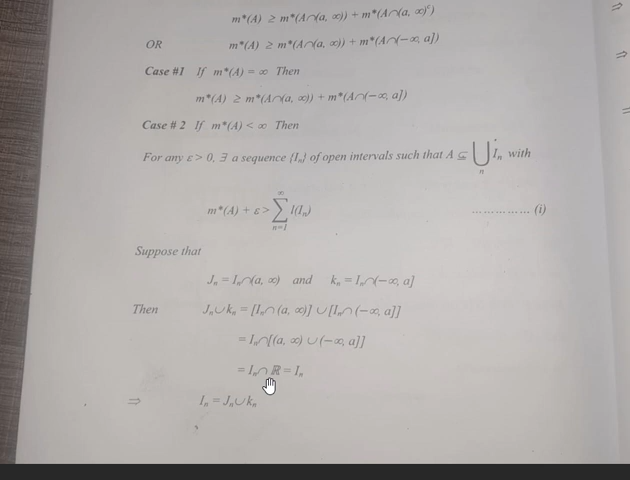 m*(A) ≥ m*(A∩(a, ∞)) + m*(A∩(a, ∞)ᶜ)
OR m*(A) ≥ m*(A∩(a, ∞)) + m*(A∩(−∞, a])
Case #1 If m*(A) = ∞ Then
m*(A) ≥ m*(A∩(a, ∞)) + m*(A∩(−∞, a])
Case # 2 If m*(A) < ∞ Then
For any ε > 0, ∃ a sequence {Iₙ} of open intervals such that A ⊆ ⋃ₙ Iₙ with
m*(A) + ε > ∑_{n=1}^{∞} l(Iₙ) ............... (i)
Suppose that
Jₙ = Iₙ∩(a, ∞) and kₙ = Iₙ∩(−∞, a]
Then Jₙ∪kₙ = [Iₙ∩(a, ∞)] ∪ [Iₙ∩(−∞, a]]
= Iₙ∩[(a, ∞) ∪ (−∞, a]]
= Iₙ∩ ℝ = Iₙ
⇒ Iₙ = Jₙ∪kₙ